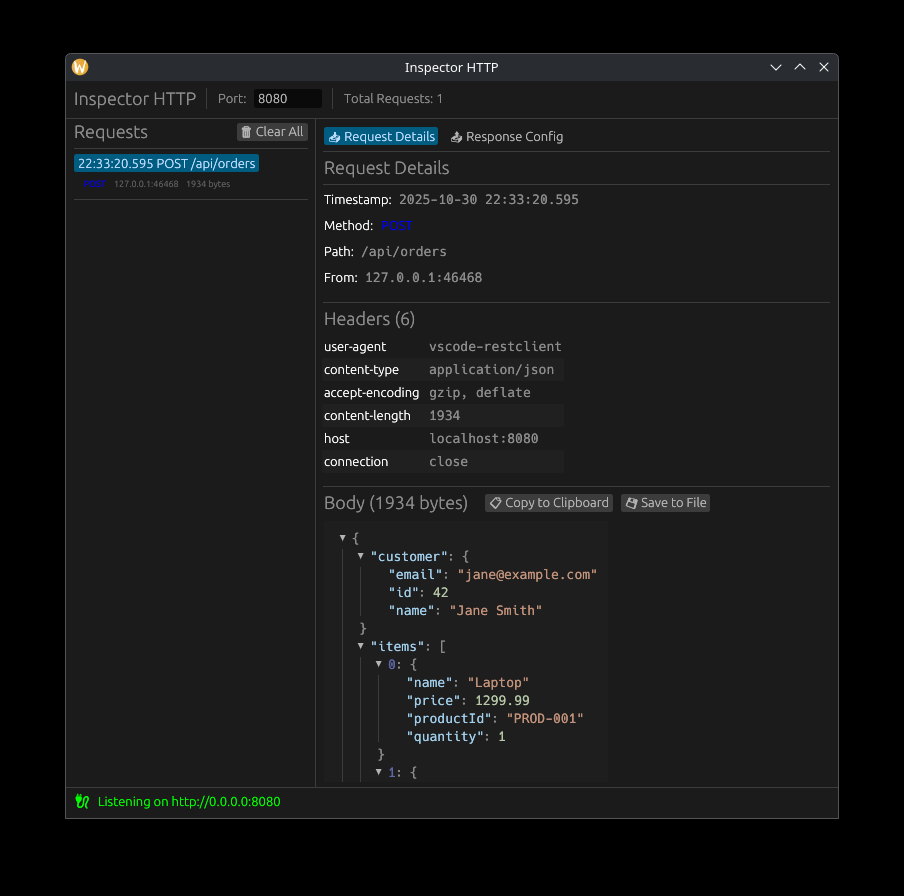 W
Inspector HTTP
Inspector HTTP Port: 8080 Total Requests: 1
Requests Clear All
22:33:20.595 POST /api/orders
POST 127.0.0.1:46468 1934 bytes
Request Details Response Config
Request Details
Timestamp: 2025-10-30 22:33:20.595
Method: POST
Path: /api/orders
From: 127.0.0.1:46468
Headers (6)
user-agent vscode-restclient
content-type application/json
accept-encoding gzip, deflate
content-length 1934
host localhost:8080
connection close
Body (1934 bytes) Copy to Clipboard Save to File
{
"customer": {
"email": "jane@example.com"
"id": 42
"name": "Jane Smith"
}
"items": [
0: {
"name": "Laptop"
"price": 1299.99
"productId": "PROD-001"
"quantity": 1
}
1: {
Listening on http://0.0.0.0:8080